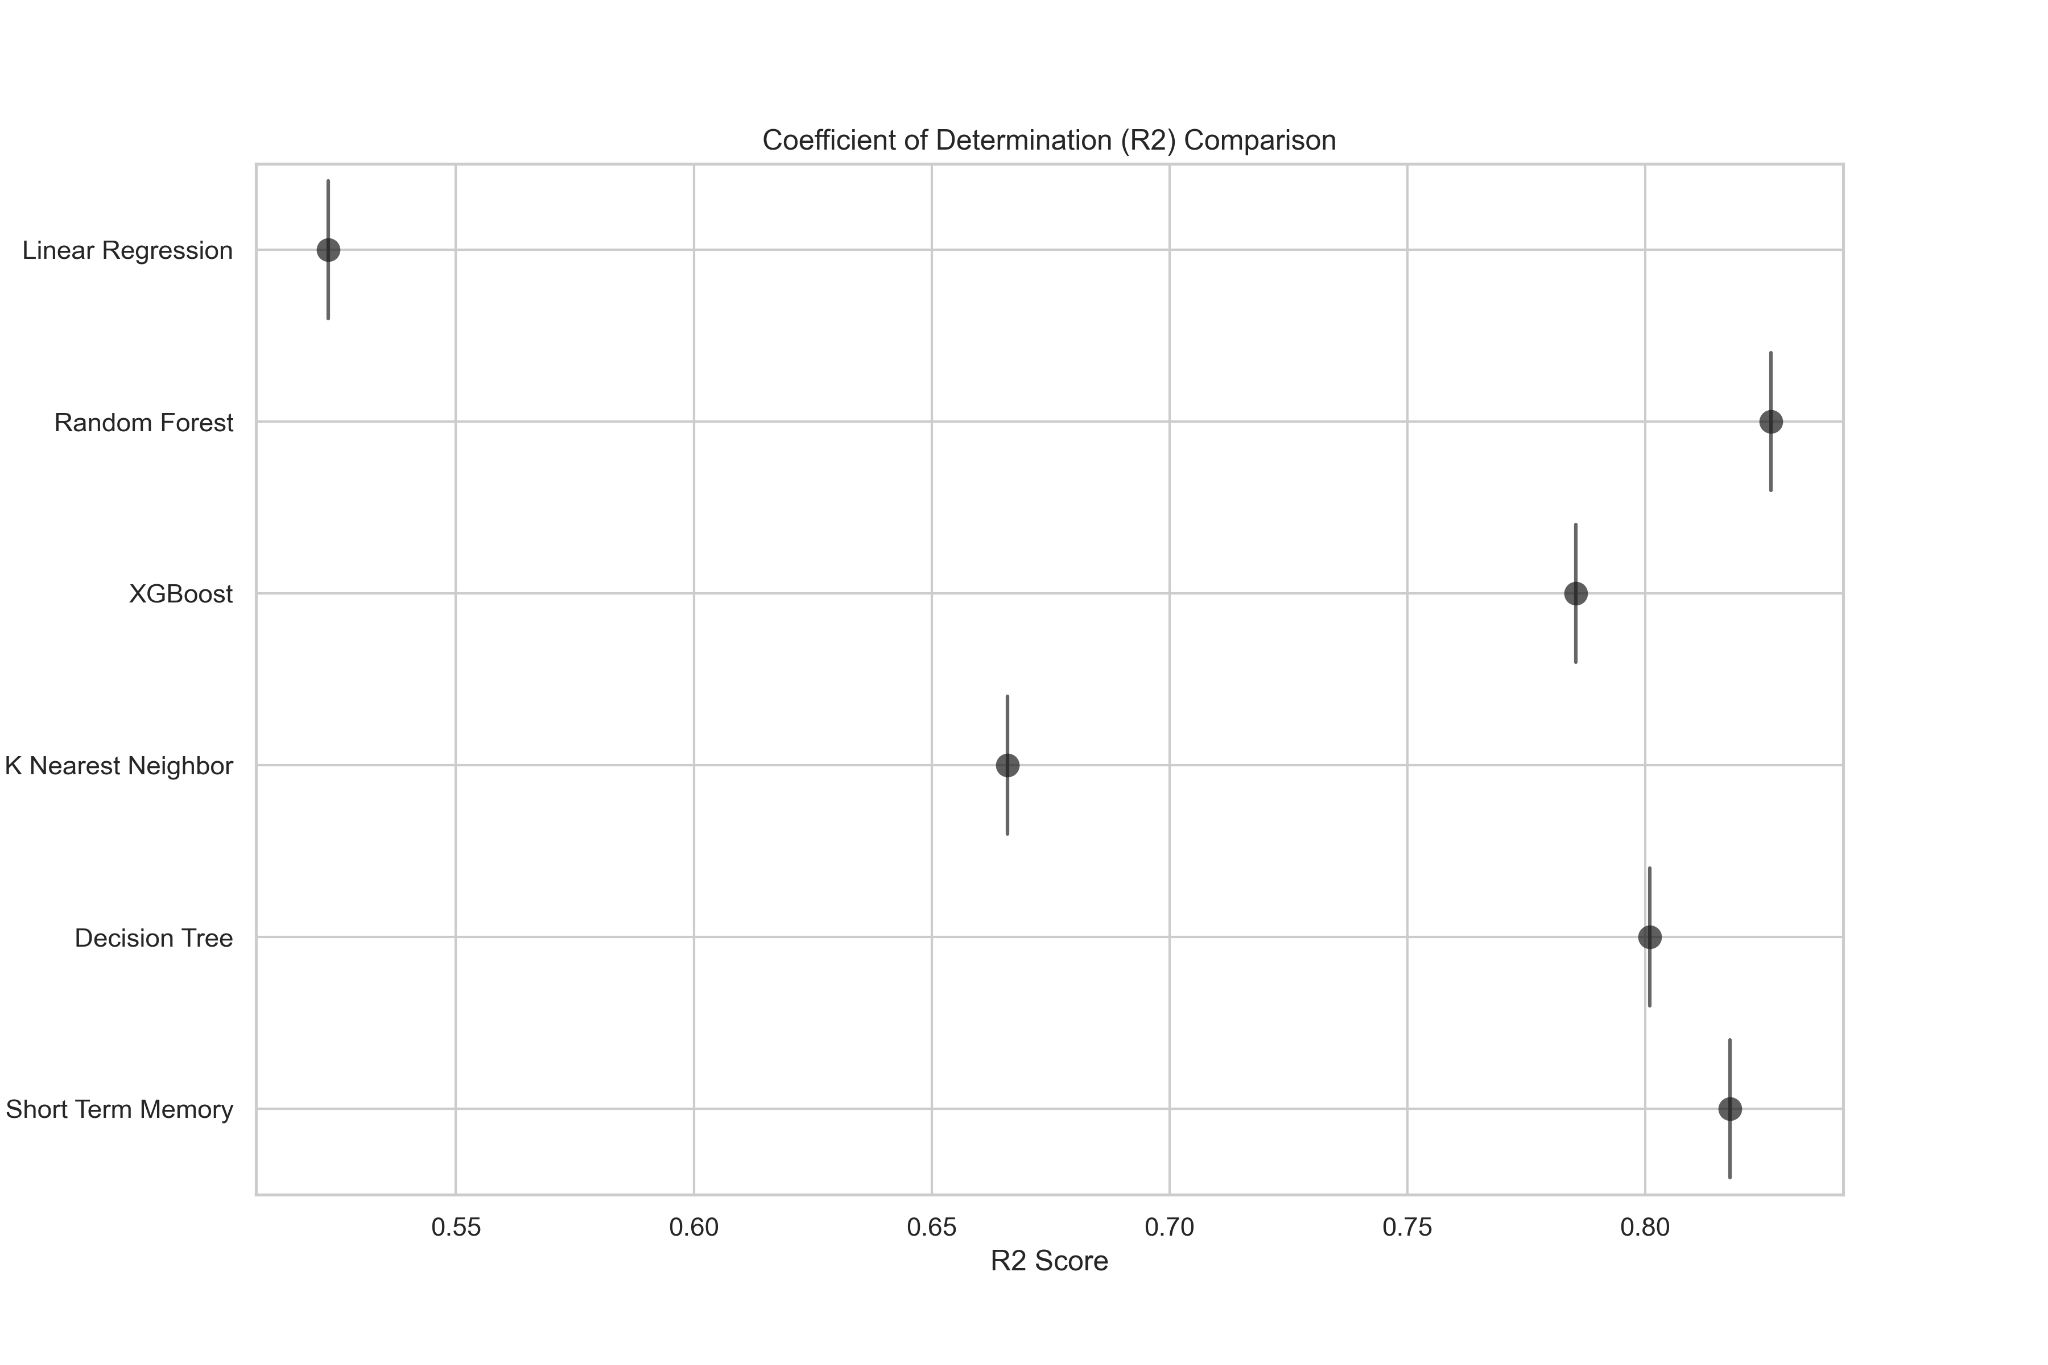 Coefficient of Determination (R2) Comparison
Linear Regression
Random Forest
XGBoost
K Nearest Neighbor
Decision Tree
Short Term Memory
0.55 0.60 0.65 0.70 0.75 0.80
R2 Score